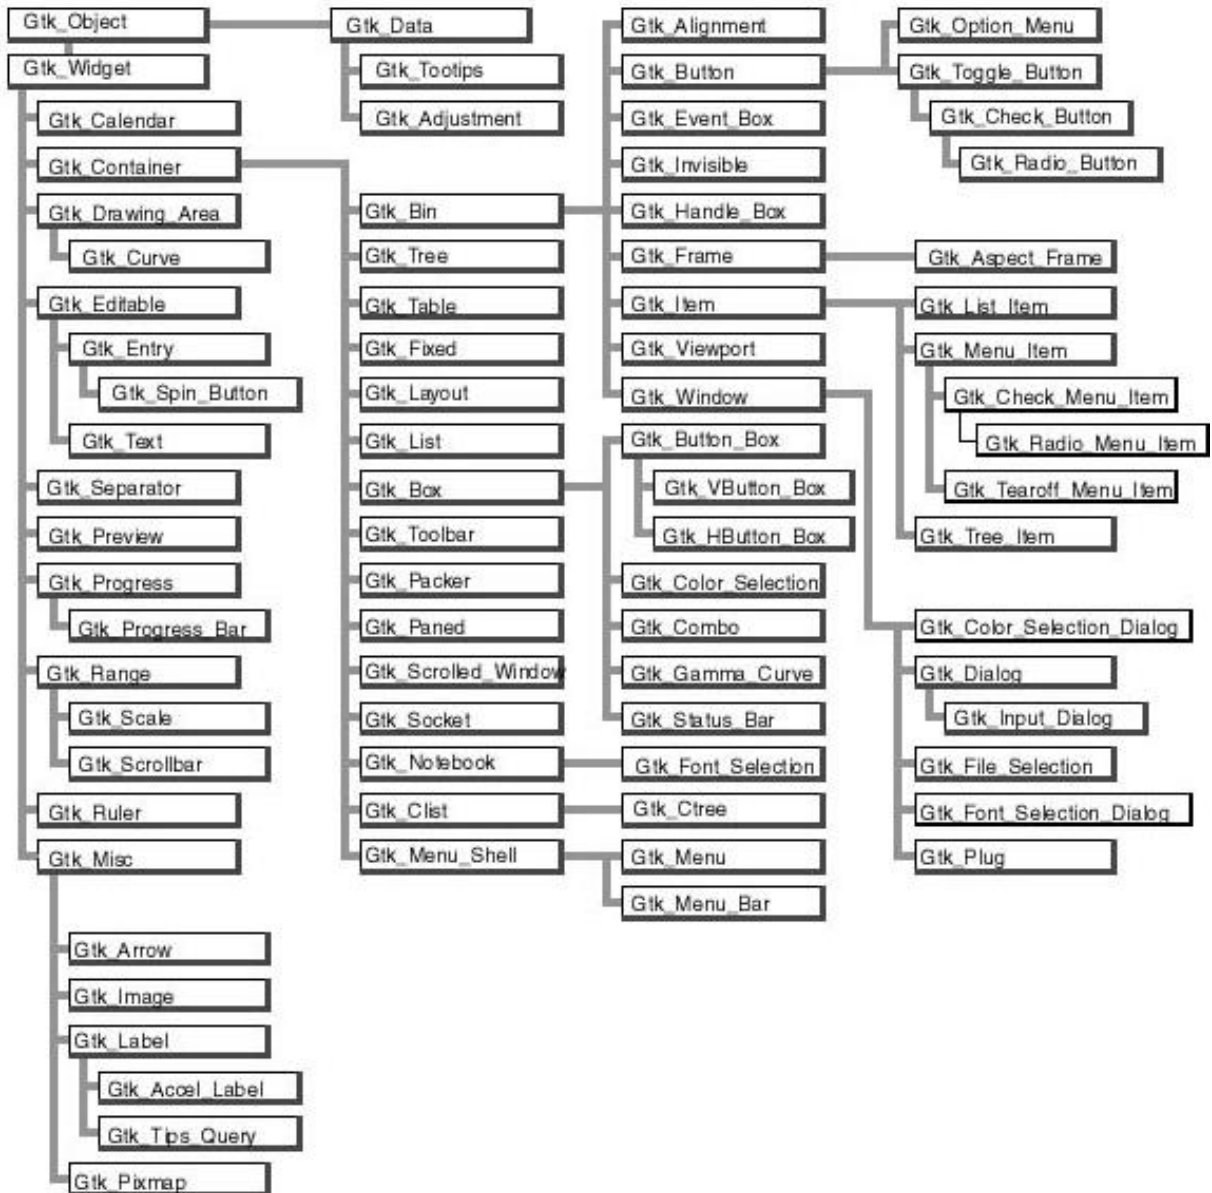 Gtk_Object
Gtk_Widget
Gtk_Calendar
Gtk_Container
Gtk_Drawing_Area
Gtk_Curve
Gtk_Editable
Gtk_Entry
Gtk_Spin_Button
Gtk_Text
Gtk_Separator
Gtk_Preview
Gtk_Progress
Gtk_Progress_Bar
Gtk_Range
Gtk_Scale
Gtk_Scrollbar
Gtk_Ruler
Gtk_Misc
Gtk_Arrow
Gtk_Image
Gtk_Label
Gtk_Accel_Label
Gtk_Tips_Query
Gtk_Pixmap
Gtk_Data
Gtk_Tootips
Gtk_Adjustment
Gtk_Bin
Gtk_Tree
Gtk_Table
Gtk_Fixed
Gtk_Layout
Gtk_List
Gtk_Box
Gtk_Toolbar
Gtk_Packer
Gtk_Paned
Gtk_Scrolled_Window
Gtk_Socket
Gtk_Notebook
Gtk_Clist
Gtk_Menu_Shell
Gtk_Alignment
Gtk_Button
Gtk_Event_Box
Gtk_Invisible
Gtk_Handle_Box
Gtk_Frame
Gtk_Item
Gtk_Viewport
Gtk_Window
Gtk_Button_Box
Gtk_VButton_Box
Gtk_HButton_Box
Gtk_Color_Selection
Gtk_Combo
Gtk_Gamma_Curve
Gtk_Status_Bar
Gtk_Font_Selection
Gtk_Ctree
Gtk_Menu
Gtk_Menu_Bar
Gtk_Option_Menu
Gtk_Toggle_Button
Gtk_Check_Button
Gtk_Radio_Button
Gtk_Aspect_Frame
Gtk_List_Item
Gtk_Menu_Item
Gtk_Check_Menu_Item
Gtk_Radio_Menu_Item
Gtk_Tearoff_Menu_Item
Gtk_Tree_Item
Gtk_Color_Selection_Dialog
Gtk_Dialog
Gtk_Input_Dialog
Gtk_File_Selection
Gtk_Font_Selection_Dialog
Gtk_Plug